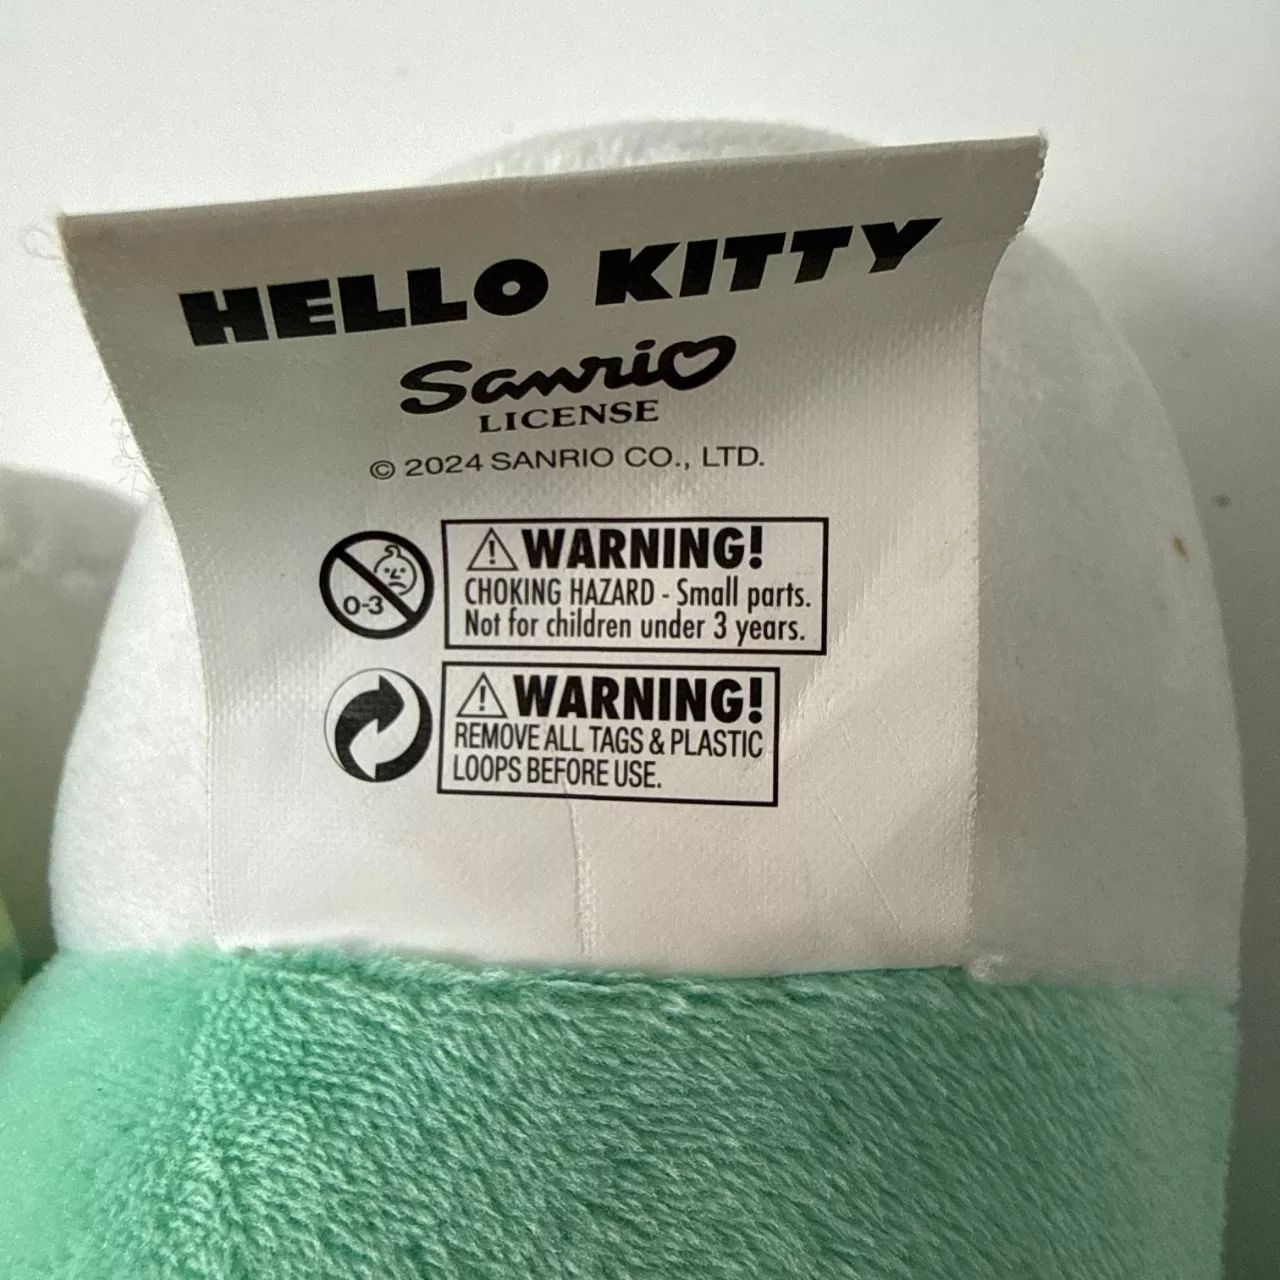 HELLO KITTY
Sanrio
LICENSE
© 2024 SANRIO CO., LTD.
0-3
WARNING!
CHOKING HAZARD - Small parts.
Not for children under 3 years.
WARNING!
REMOVE ALL TAGS & PLASTIC
LOOPS BEFORE USE.